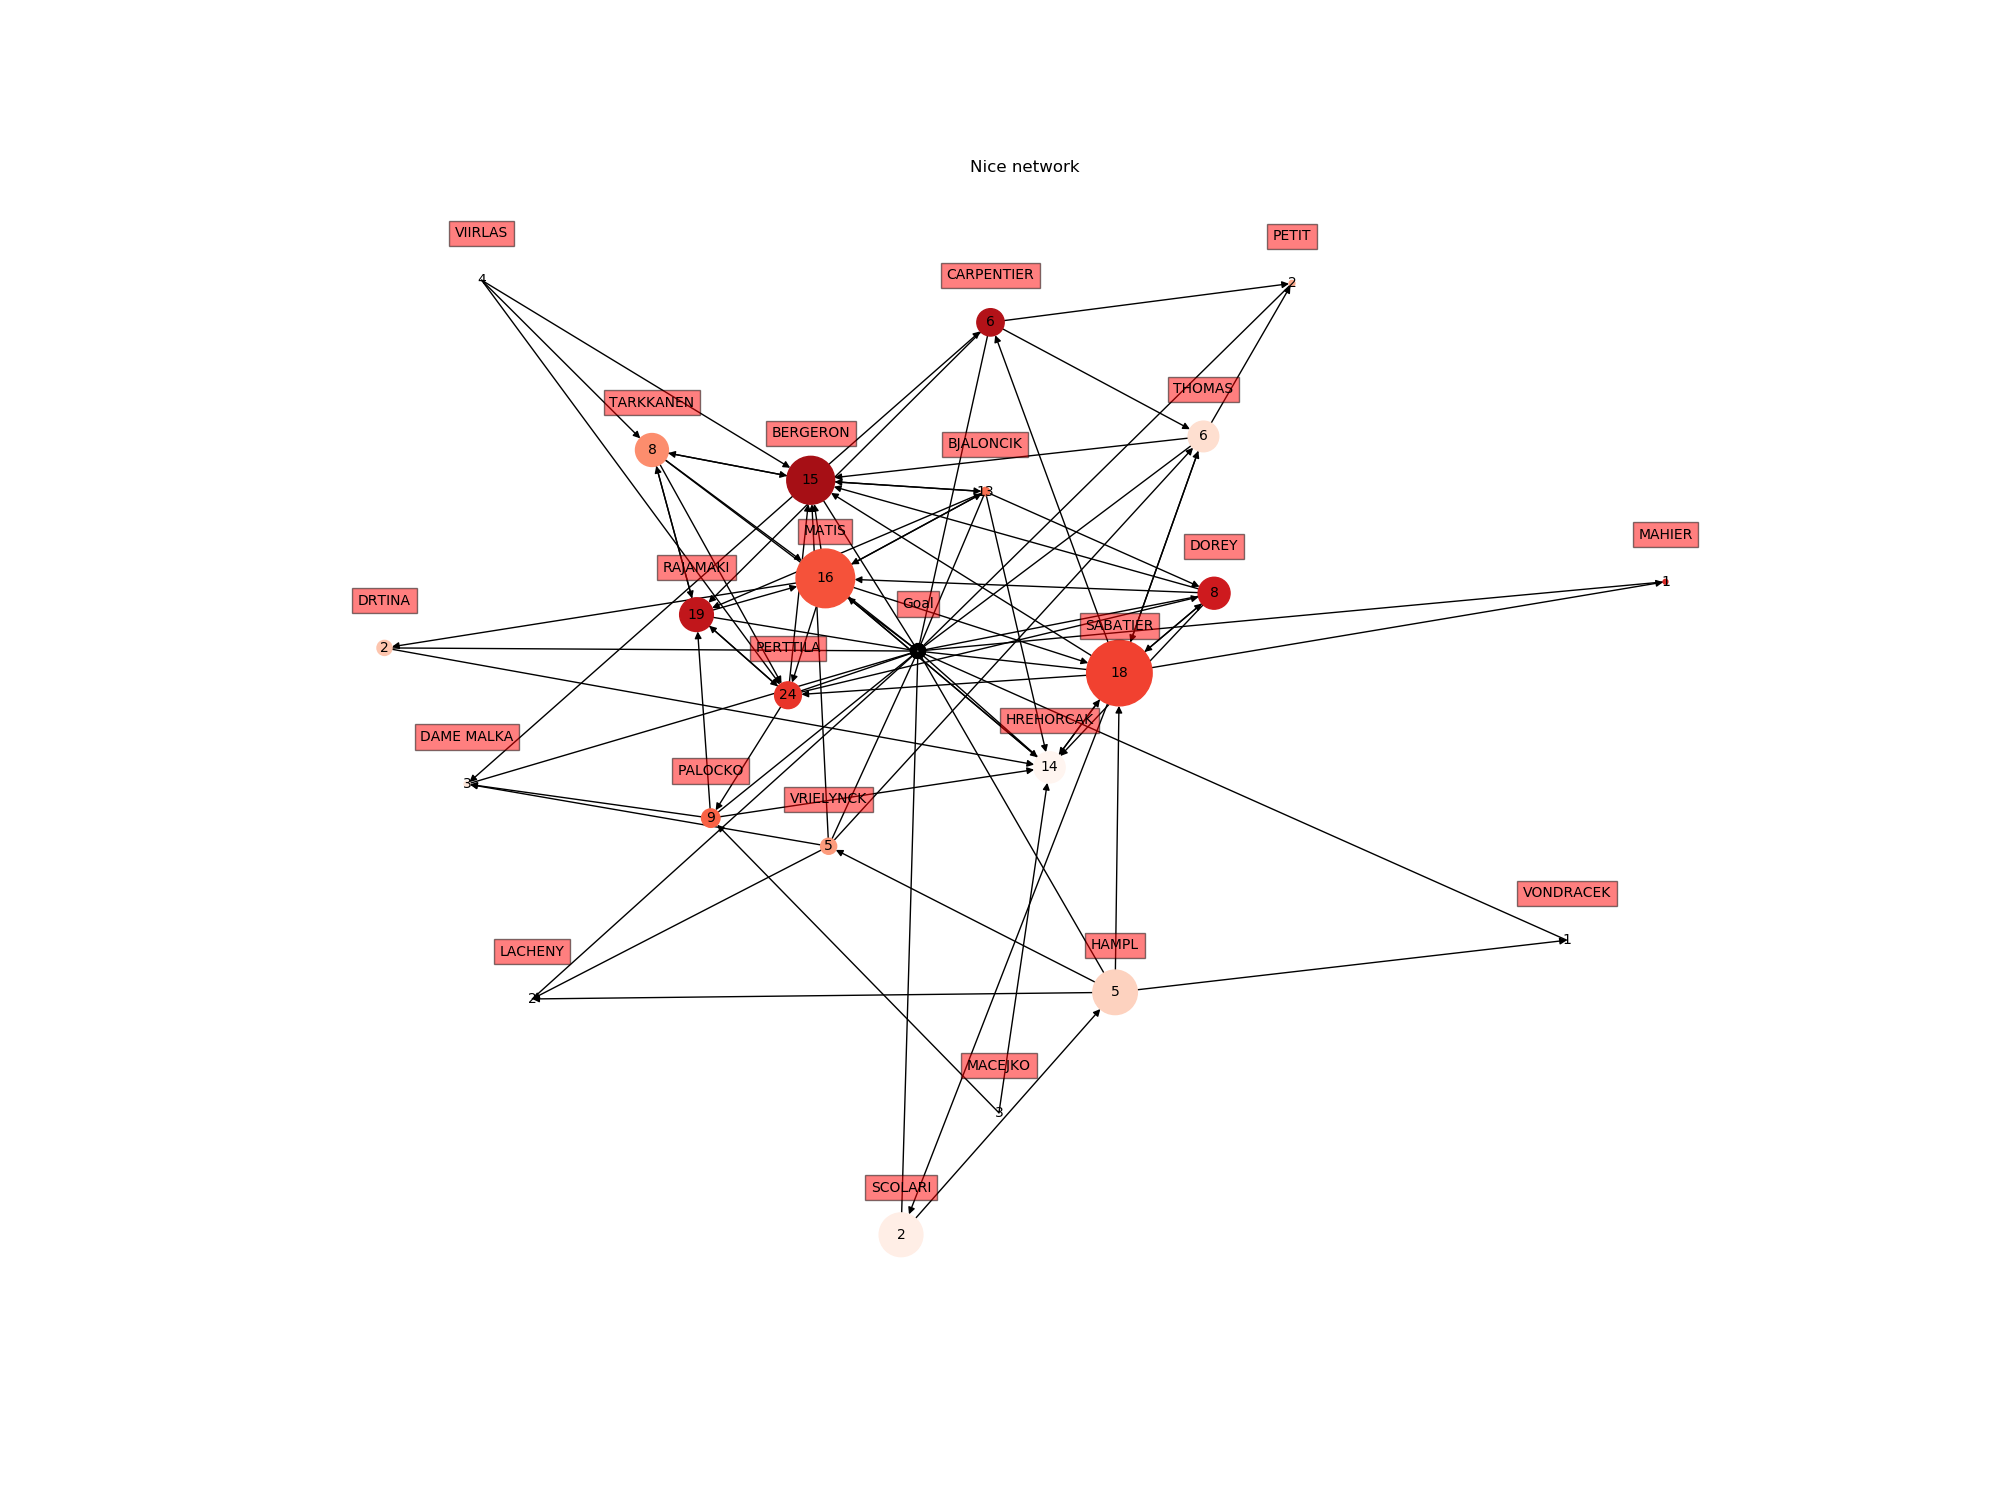 Nice network
VIIRLAS
4
PETIT
2
CARPENTIER
6
THOMAS
6
TARKKANEN
8
BERGERON
15
BJALONCIK
13
MATIS
16
MAHIER
1
DOREY
8
RAJAMAKI
19
DRTINA
2
Goal
SABATIER
18
PERTTILA
24
HREHORCAK
14
DAME MALKA
3
PALOCKO
9
VRIELYNCK
5
VONDRACEK
1
HAMPL
5
LACHENY
2
MACEJKO
3
SCOLARI
2